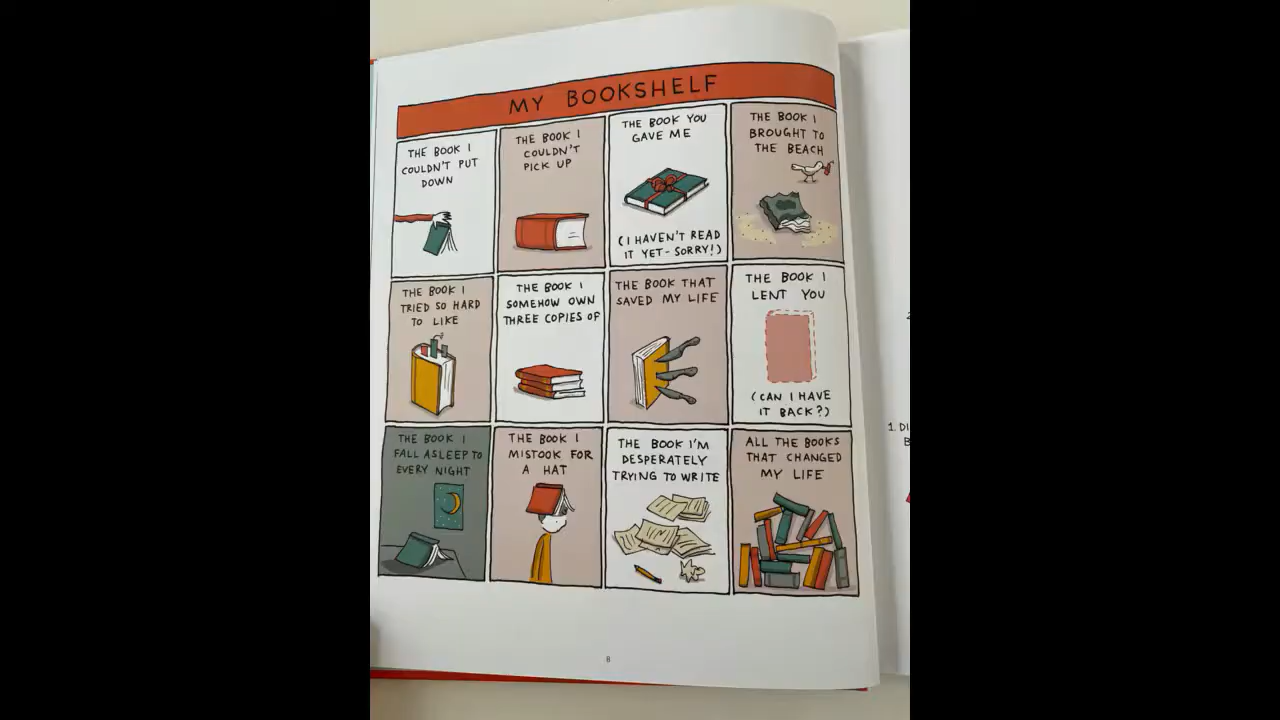 MY BOOKSHELF
THE BOOK I
COULDN'T PUT
DOWN
THE BOOK I
COULDN'T
PICK UP
THE BOOK YOU
GAVE ME
(I HAVEN'T READ
IT YET-SORRY!)
THE BOOK I
BROUGHT TO
THE BEACH
THE BOOK I
TRIED SO HARD
TO LIKE
THE BOOK I
SOMEHOW OWN
THREE COPIES OF
THE BOOK THAT
SAVED MY LIFE
THE BOOK I
LENT YOU
(CAN I HAVE
IT BACK?)
THE BOOK I
FALL ASLEEP TO
EVERY NIGHT
THE BOOK I
MISTOOK FOR
A HAT
THE BOOK I'M
DESPERATELY
TRYING TO WRITE
ALL THE BOOKS
THAT CHANGED
MY LIFE
8
1. DI